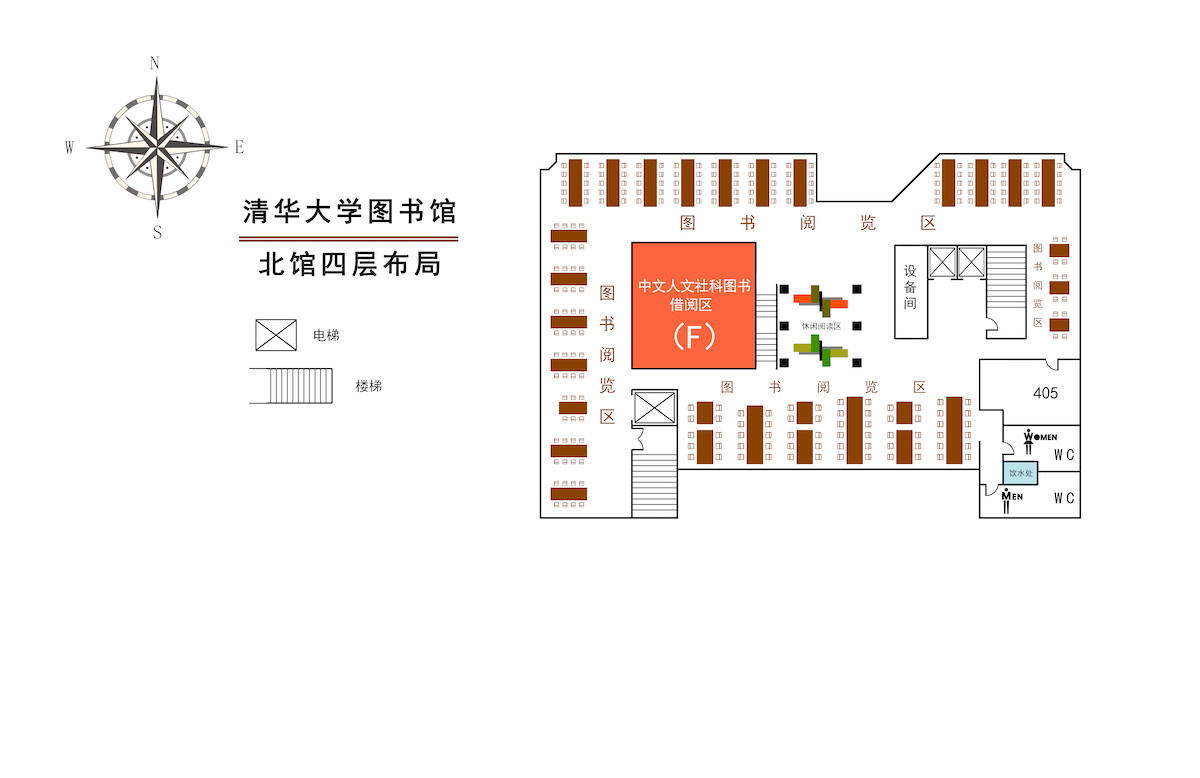 N
W
E
S
清华大学图书馆
北馆四层布局
电梯
楼梯
图书阅览区
图书阅览区
中文人文社科图书
借阅区
（F）
休闲阅读区
设备间
图书阅览区
图书阅览区
405
WOMEN
WC
饮水处
MEN
WC